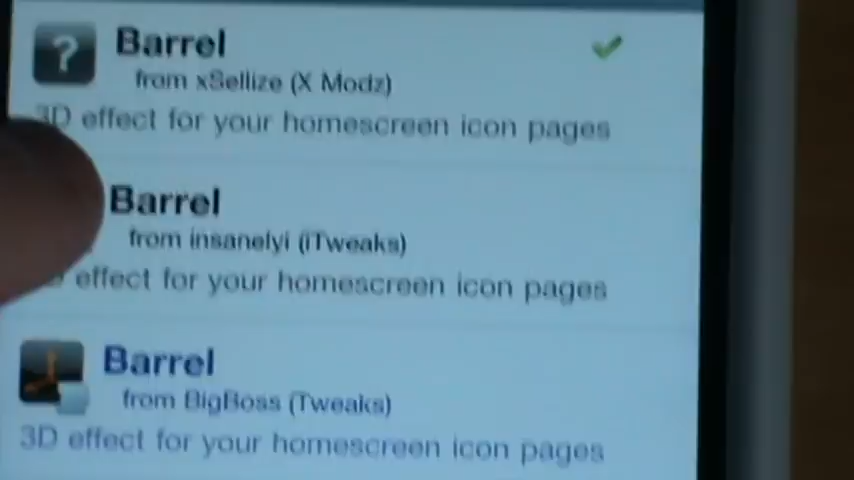 Barrel
from xSellize (X Modz)
3D effect for your homescreen icon pages
Barrel
from insanelyi (iTweaks)
effect for your homescreen icon pages
Barrel
from BigBoss (Tweaks)
3D effect for your homescreen icon pages